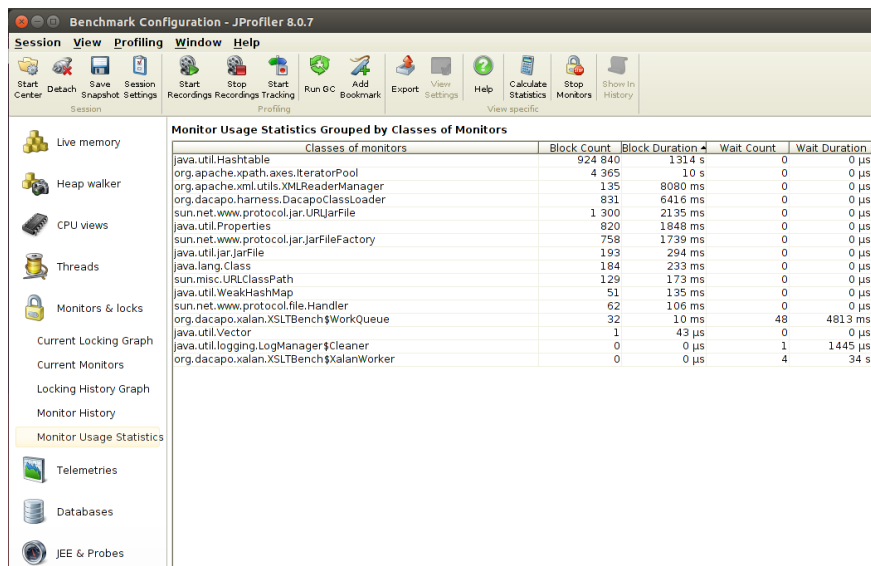 Benchmark Configuration - JProfiler 8.0.7
Session View Profiling Window Help
Start Center Detach Save Snapshot Session Settings Start Recordings Stop Recordings Start Tracking Run GC Add Bookmark Export View Settings Help Calculate Statistics Stop Monitors Show In History
Session Profiling View specific
Live memory
Heap walker
CPU views
Threads
Monitors & locks
Current Locking Graph
Current Monitors
Locking History Graph
Monitor History
Monitor Usage Statistics
Telemetries
Databases
JEE & Probes
Monitor Usage Statistics Grouped by Classes of Monitors
Classes of monitors Block Count Block Duration Wait Count Wait Duration
java.util.Hashtable 924 840 1314 s 0 0 µs
org.apache.xpath.axes.IteratorPool 4 365 10 s 0 0 µs
org.apache.xml.utils.XMLReaderManager 135 8080 ms 0 0 µs
org.dacapo.harness.DacapoClassLoader 831 6416 ms 0 0 µs
sun.net.www.protocol.jar.URLJarFile 1 300 2135 ms 0 0 µs
java.util.Properties 820 1848 ms 0 0 µs
sun.net.www.protocol.jar.JarFileFactory 758 1739 ms 0 0 µs
java.util.jar.JarFile 193 294 ms 0 0 µs
java.lang.Class 184 233 ms 0 0 µs
sun.misc.URLClassPath 129 173 ms 0 0 µs
java.util.WeakHashMap 51 135 ms 0 0 µs
sun.net.www.protocol.file.Handler 62 106 ms 0 0 µs
org.dacapo.xalan.XSLTBench$WorkQueue 32 10 ms 48 4813 ms
java.util.Vector 1 43 µs 0 0 µs
java.util.logging.LogManager$Cleaner 0 0 µs 1 1445 µs
org.dacapo.xalan.XSLTBench$XalanWorker 0 0 µs 4 34 s